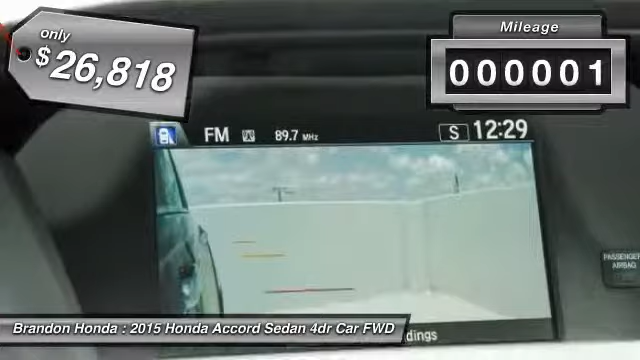 only
$26,818
Mileage
000001
FM 89.7 MHz S 12:29
PASSENGER
AIRBAG
Brandon Honda : 2015 Honda Accord Sedan 4dr Car FWD